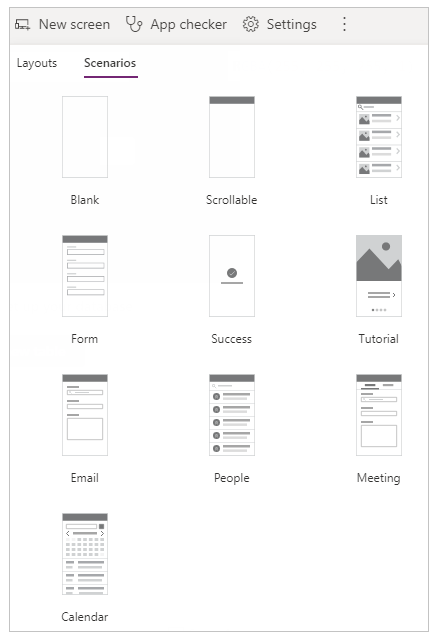 New screen App checker Settings
Layouts Scenarios
Blank Scrollable List
Form Success Tutorial
Email People Meeting
Calendar